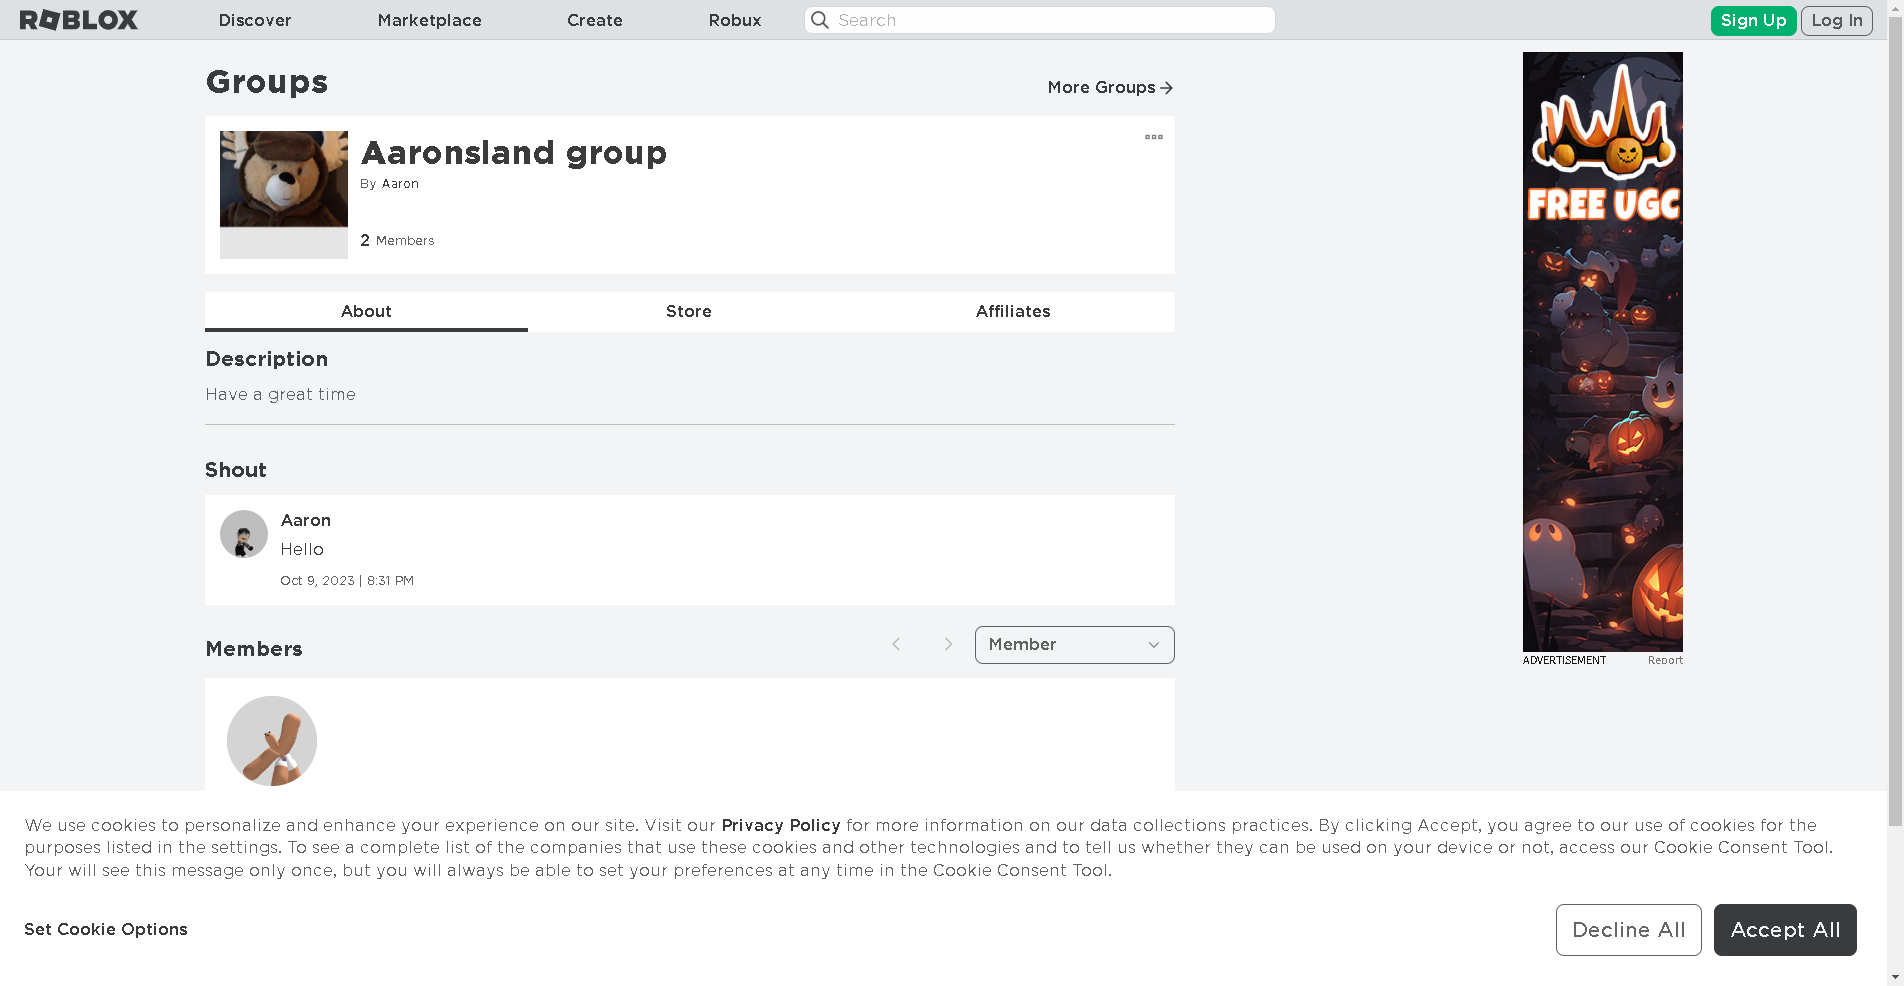 ROBLOX
Discover
Marketplace
Create
Robux
Search
Sign Up
Log In
Groups
More Groups
Aaronsland group
By Aaron
2 Members
About
Store
Affiliates
Description
Have a great time
Shout
Aaron
Hello
Oct 9, 2023 | 8:31 PM
Members
Member
FREE UGC
ADVERTISEMENT
Report
We use cookies to personalize and enhance your experience on our site. Visit our Privacy Policy for more information on our data collections practices. By clicking Accept, you agree to our use of cookies for the
purposes listed in the settings. To see a complete list of the companies that use these cookies and other technologies and to tell us whether they can be used on your device or not, access our Cookie Consent Tool.
Your will see this message only once, but you will always be able to set your preferences at any time in the Cookie Consent Tool.
Set Cookie Options
Decline All
Accept All